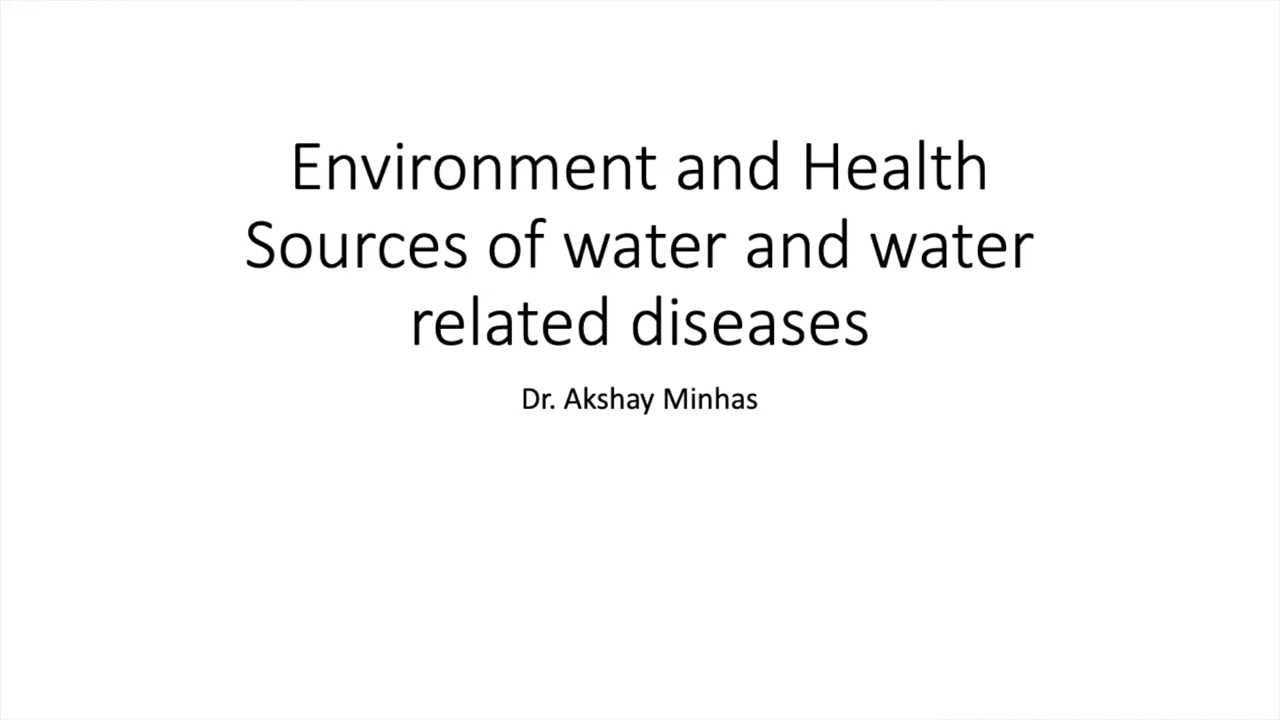 Environment and Health
Sources of water and water
related diseases
Dr. Akshay Minhas